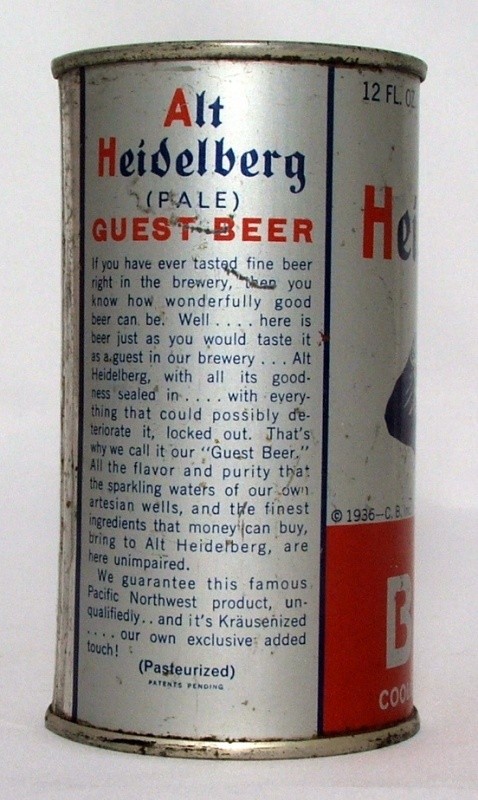 Alt
Heidelberg
(PALE)
GUEST BEER
If you have ever tasted fine beer
right in the brewery, then you
know how wonderfully good
beer can be. Well .... here is
beer just as you would taste it
as a guest in our brewery ... Alt
Heidelberg, with all its good-
ness sealed in .... with every-
thing that could possibly de-
teriorate it, locked out. That's
why we call it our "Guest Beer."
All the flavor and purity that
the sparkling waters of our own
artesian wells, and the finest
ingredients that money can buy,
bring to Alt Heidelberg, are
here unimpaired.
We guarantee this famous
Pacific Northwest product, un-
qualifiedly.. and it's Kräusenized
.... our own exclusive added
touch!
(Pasteurized)
PATENTS PENDING
12 FL. OZ.
Hei
© 1936—C. B. In
B
COO